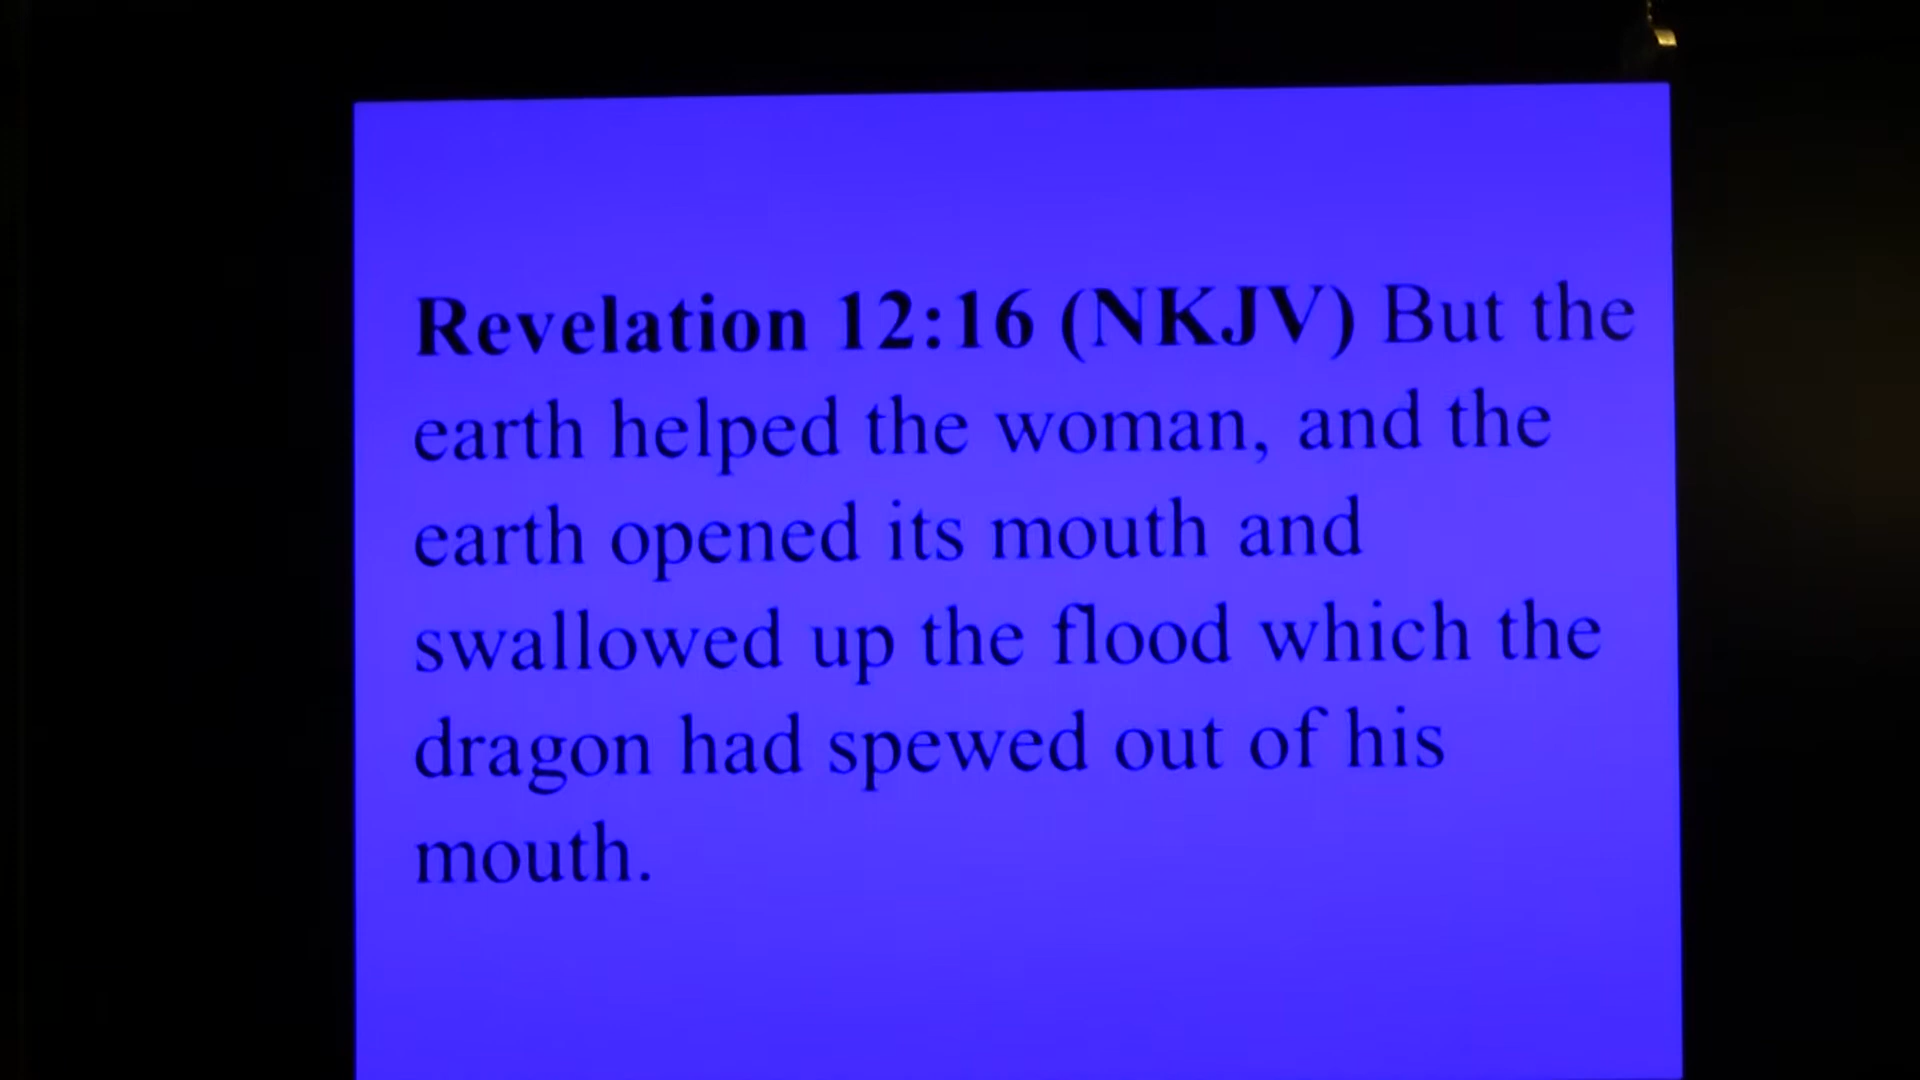 Revelation 12:16 (NKJV) But the
earth helped the woman, and the
earth opened its mouth and
swallowed up the flood which the
dragon had spewed out of his
mouth.